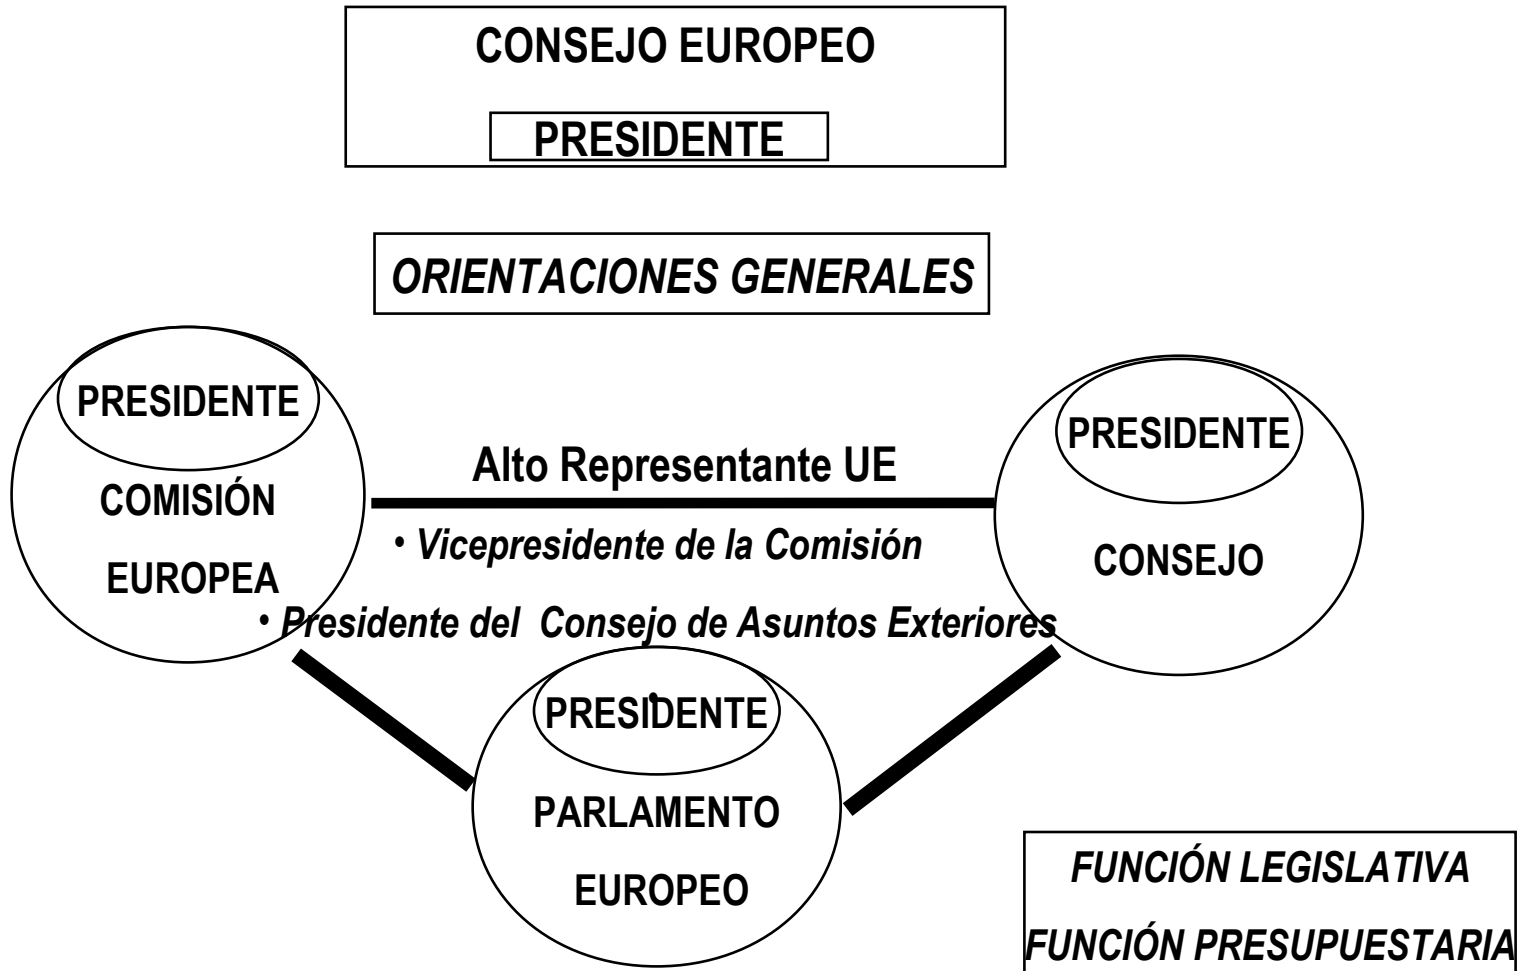 CONSEJO EUROPEO
PRESIDENTE
ORIENTACIONES GENERALES
PRESIDENTE
COMISIÓN
EUROPEA
Alto Representante UE
• Vicepresidente de la Comisión
• Presidente del Consejo de Asuntos Exteriores
PRESIDENTE
CONSEJO
PRESIDENTE
PARLAMENTO
EUROPEO
FUNCIÓN LEGISLATIVA
FUNCIÓN PRESUPUESTARIA